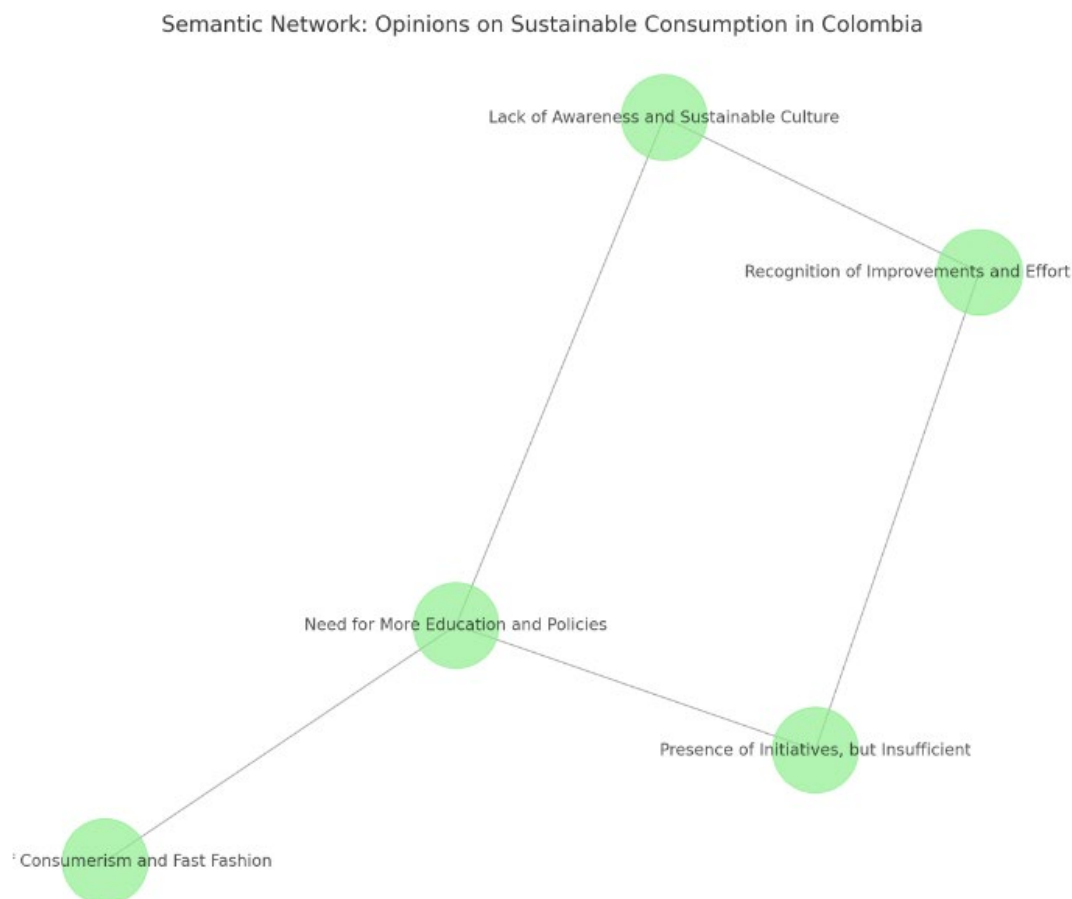 Semantic Network: Opinions on Sustainable Consumption in Colombia
Lack of Awareness and Sustainable Culture
Recognition of Improvements and Effort
Need for More Education and Policies
Presence of Initiatives, but Insufficient
Consumerism and Fast Fashion